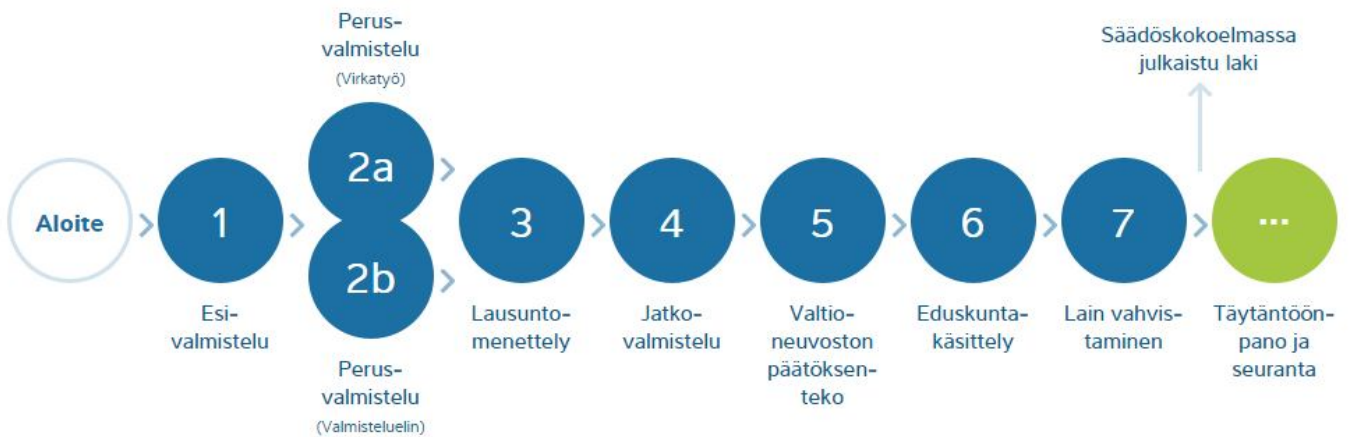 Aloite
1
Esi-
valmistelu
Perus-
valmistelu
(Virkatyö)
2a
2b
Perus-
valmistelu
(Valmisteluelin)
3
Lausunto-
menettely
4
Jatko-
valmistelu
5
Valtio-
neuvoston
päätöksen-
teko
6
Eduskunta-
käsittely
7
Lain vahvis-
taminen
Säädöskokoelmassa
julkaistu laki
...
Täytäntöön-
pano ja
seuranta